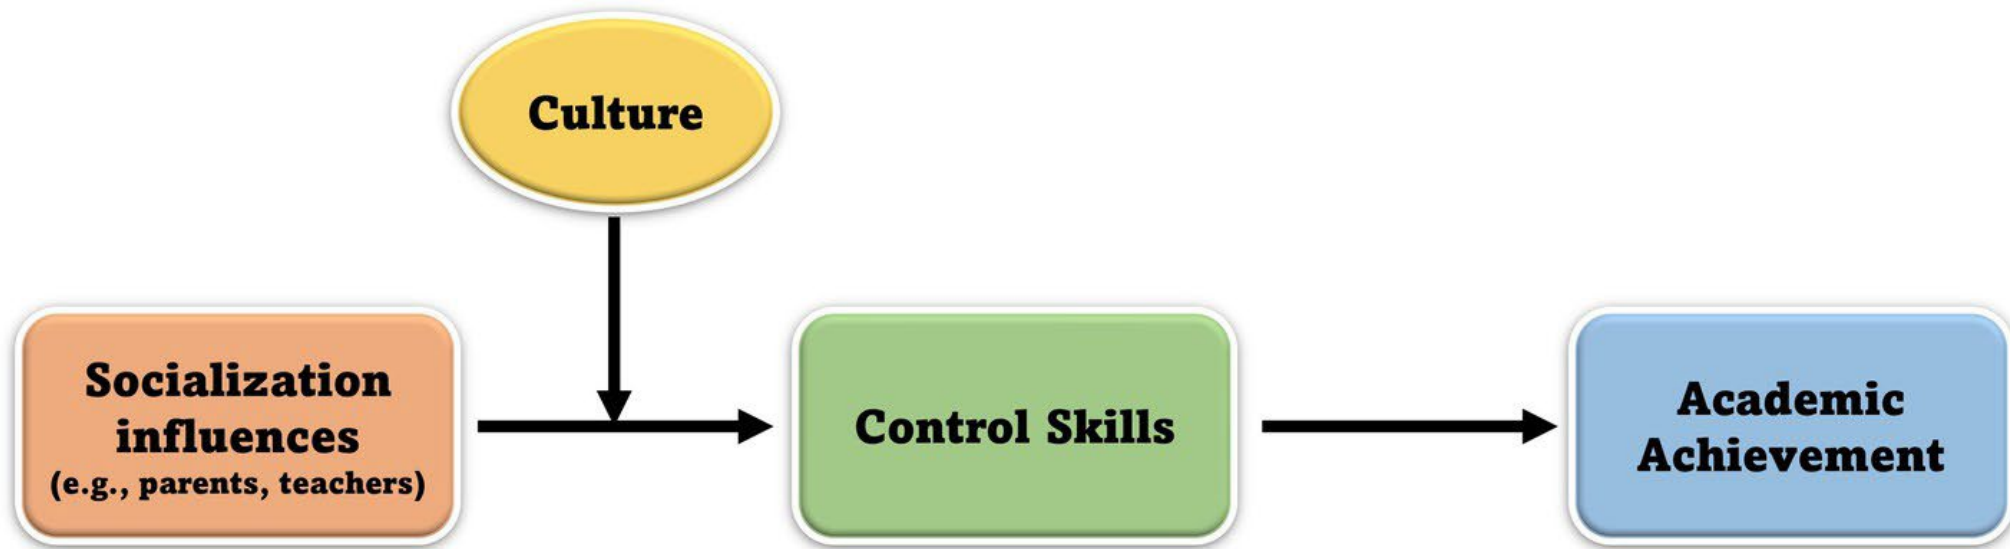 Culture
Socialization
influences
(e.g., parents, teachers)
Control Skills
Academic
Achievement